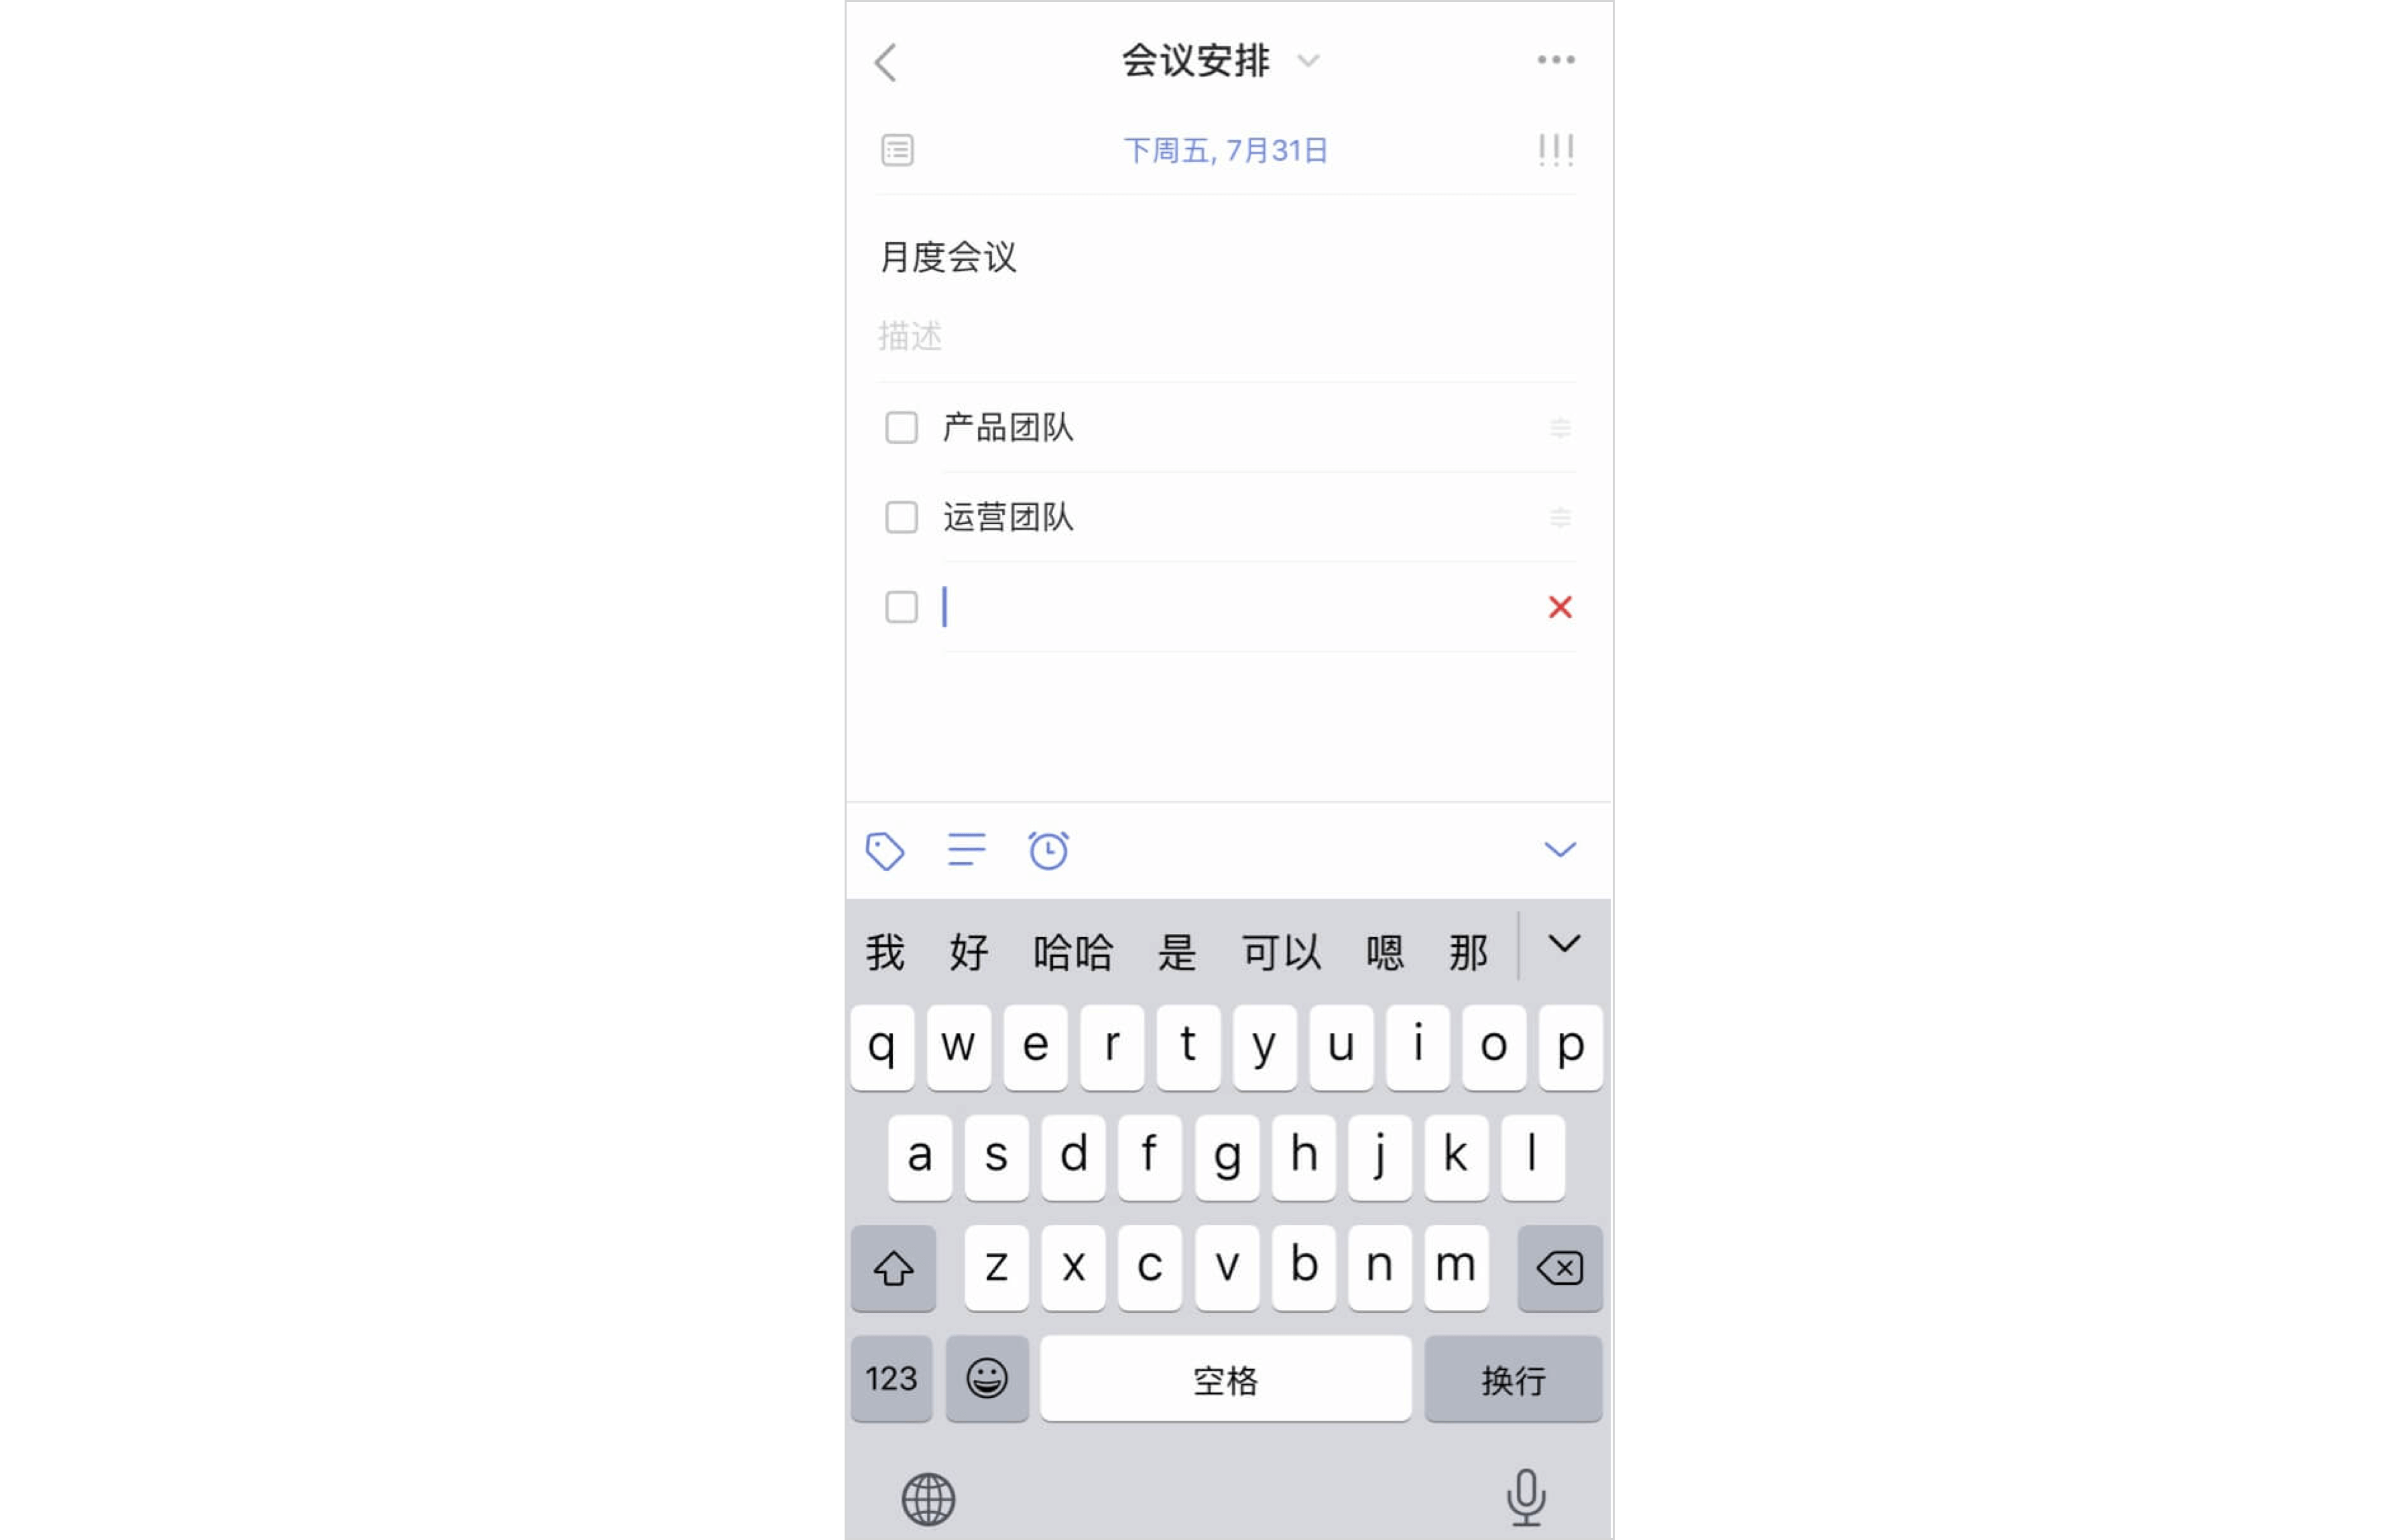 会议安排
下周五, 7月31日
!!!
月度会议
描述
产品团队
运营团队
我 好 哈哈 是 可以 嗯 那
q w e r t y u i o p
a s d f g h j k l
z x c v b n m
123 空格 换行